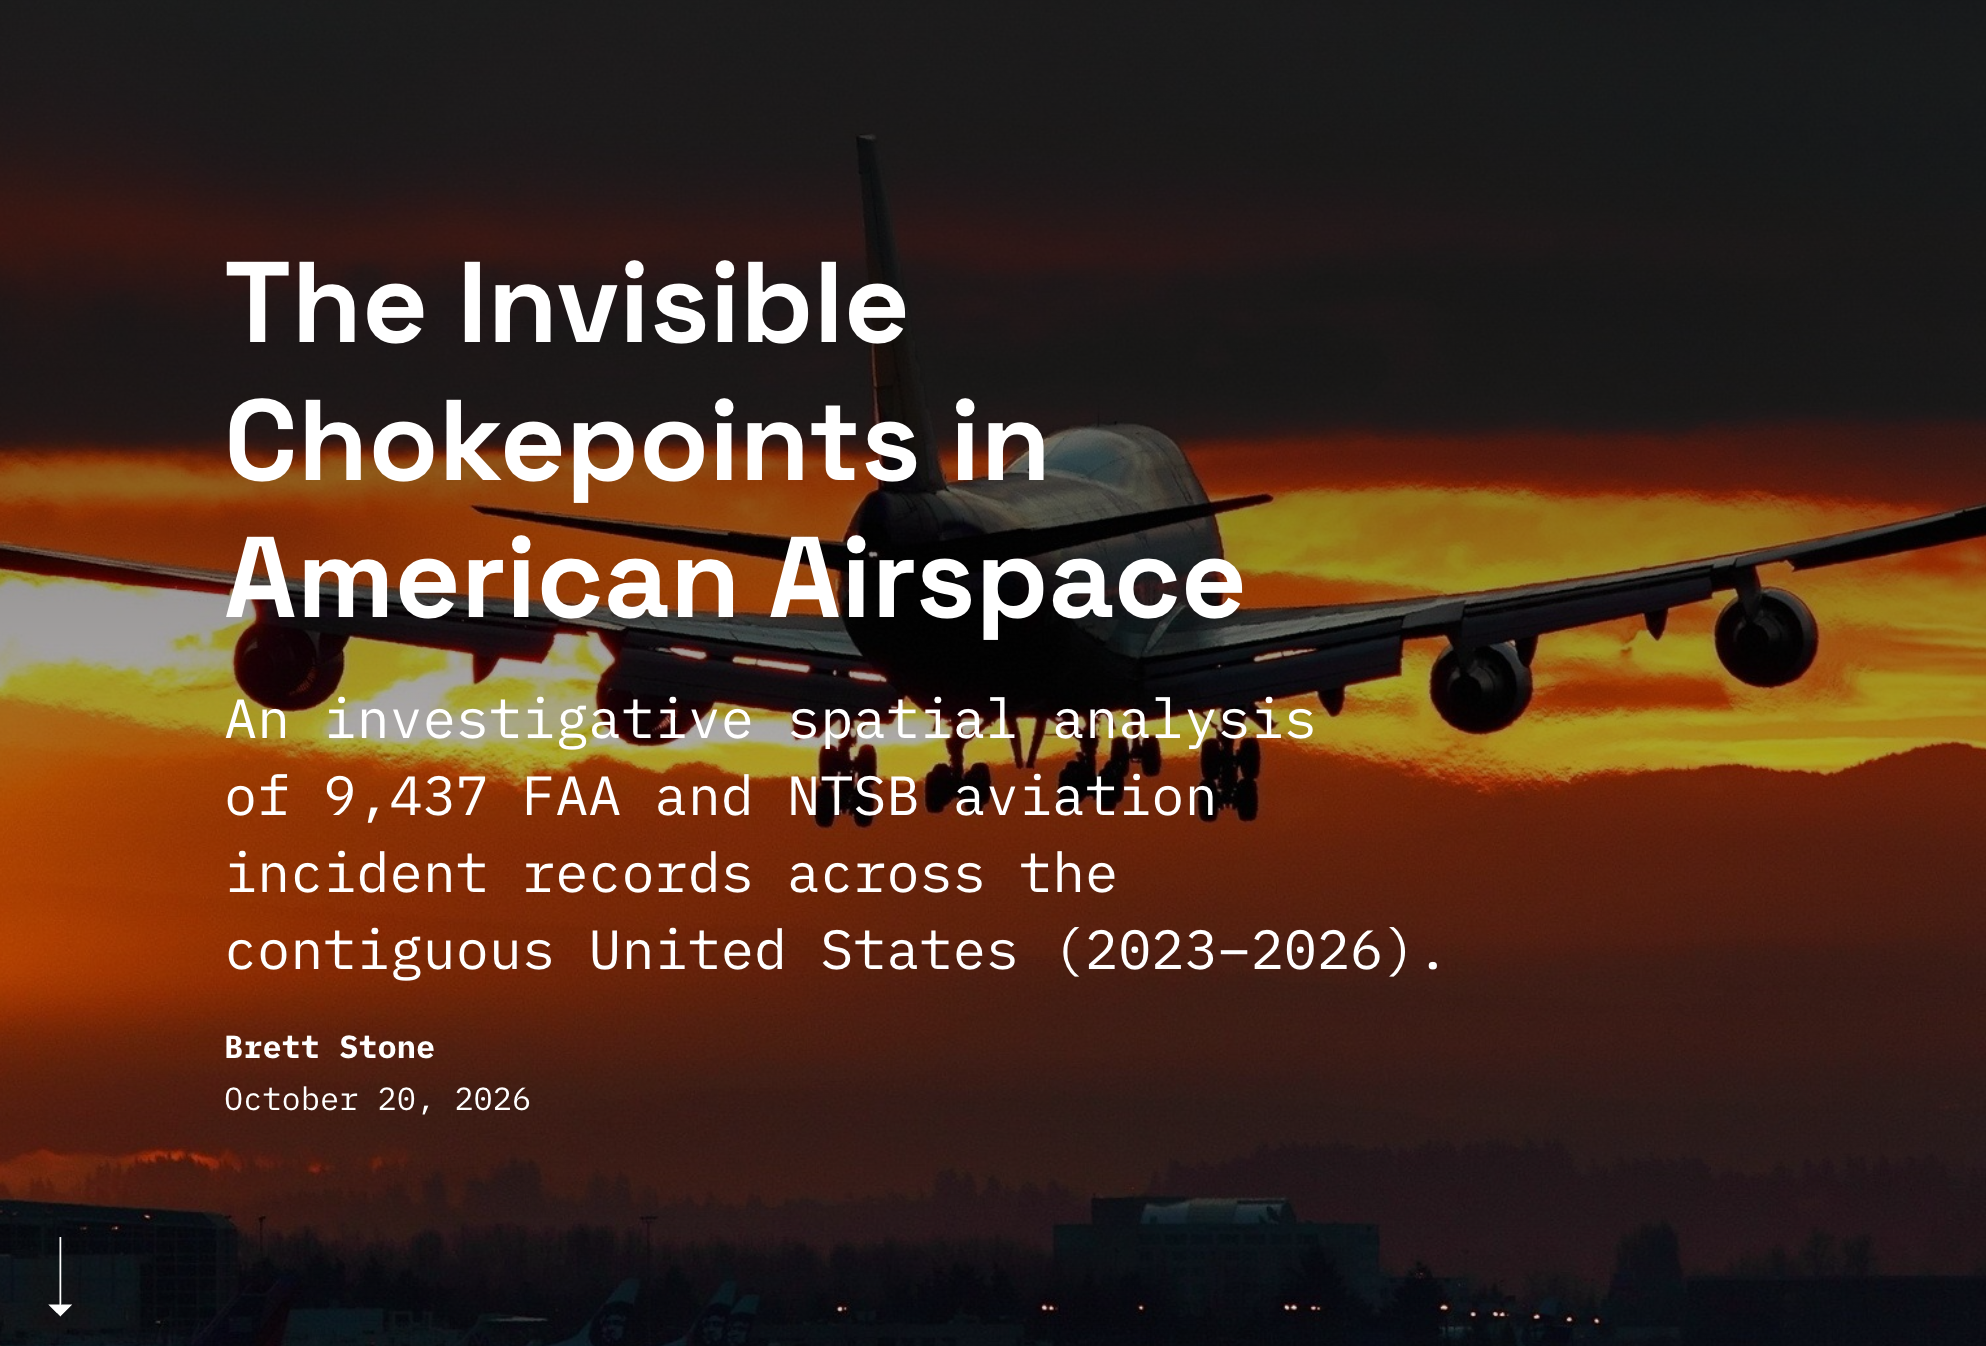 The Invisible
Chokepoints in
American Airspace
An investigative spatial analysis
of 9,437 FAA and NTSB aviation
incident records across the
contiguous United States (2023–2026).
Brett Stone
October 20, 2026